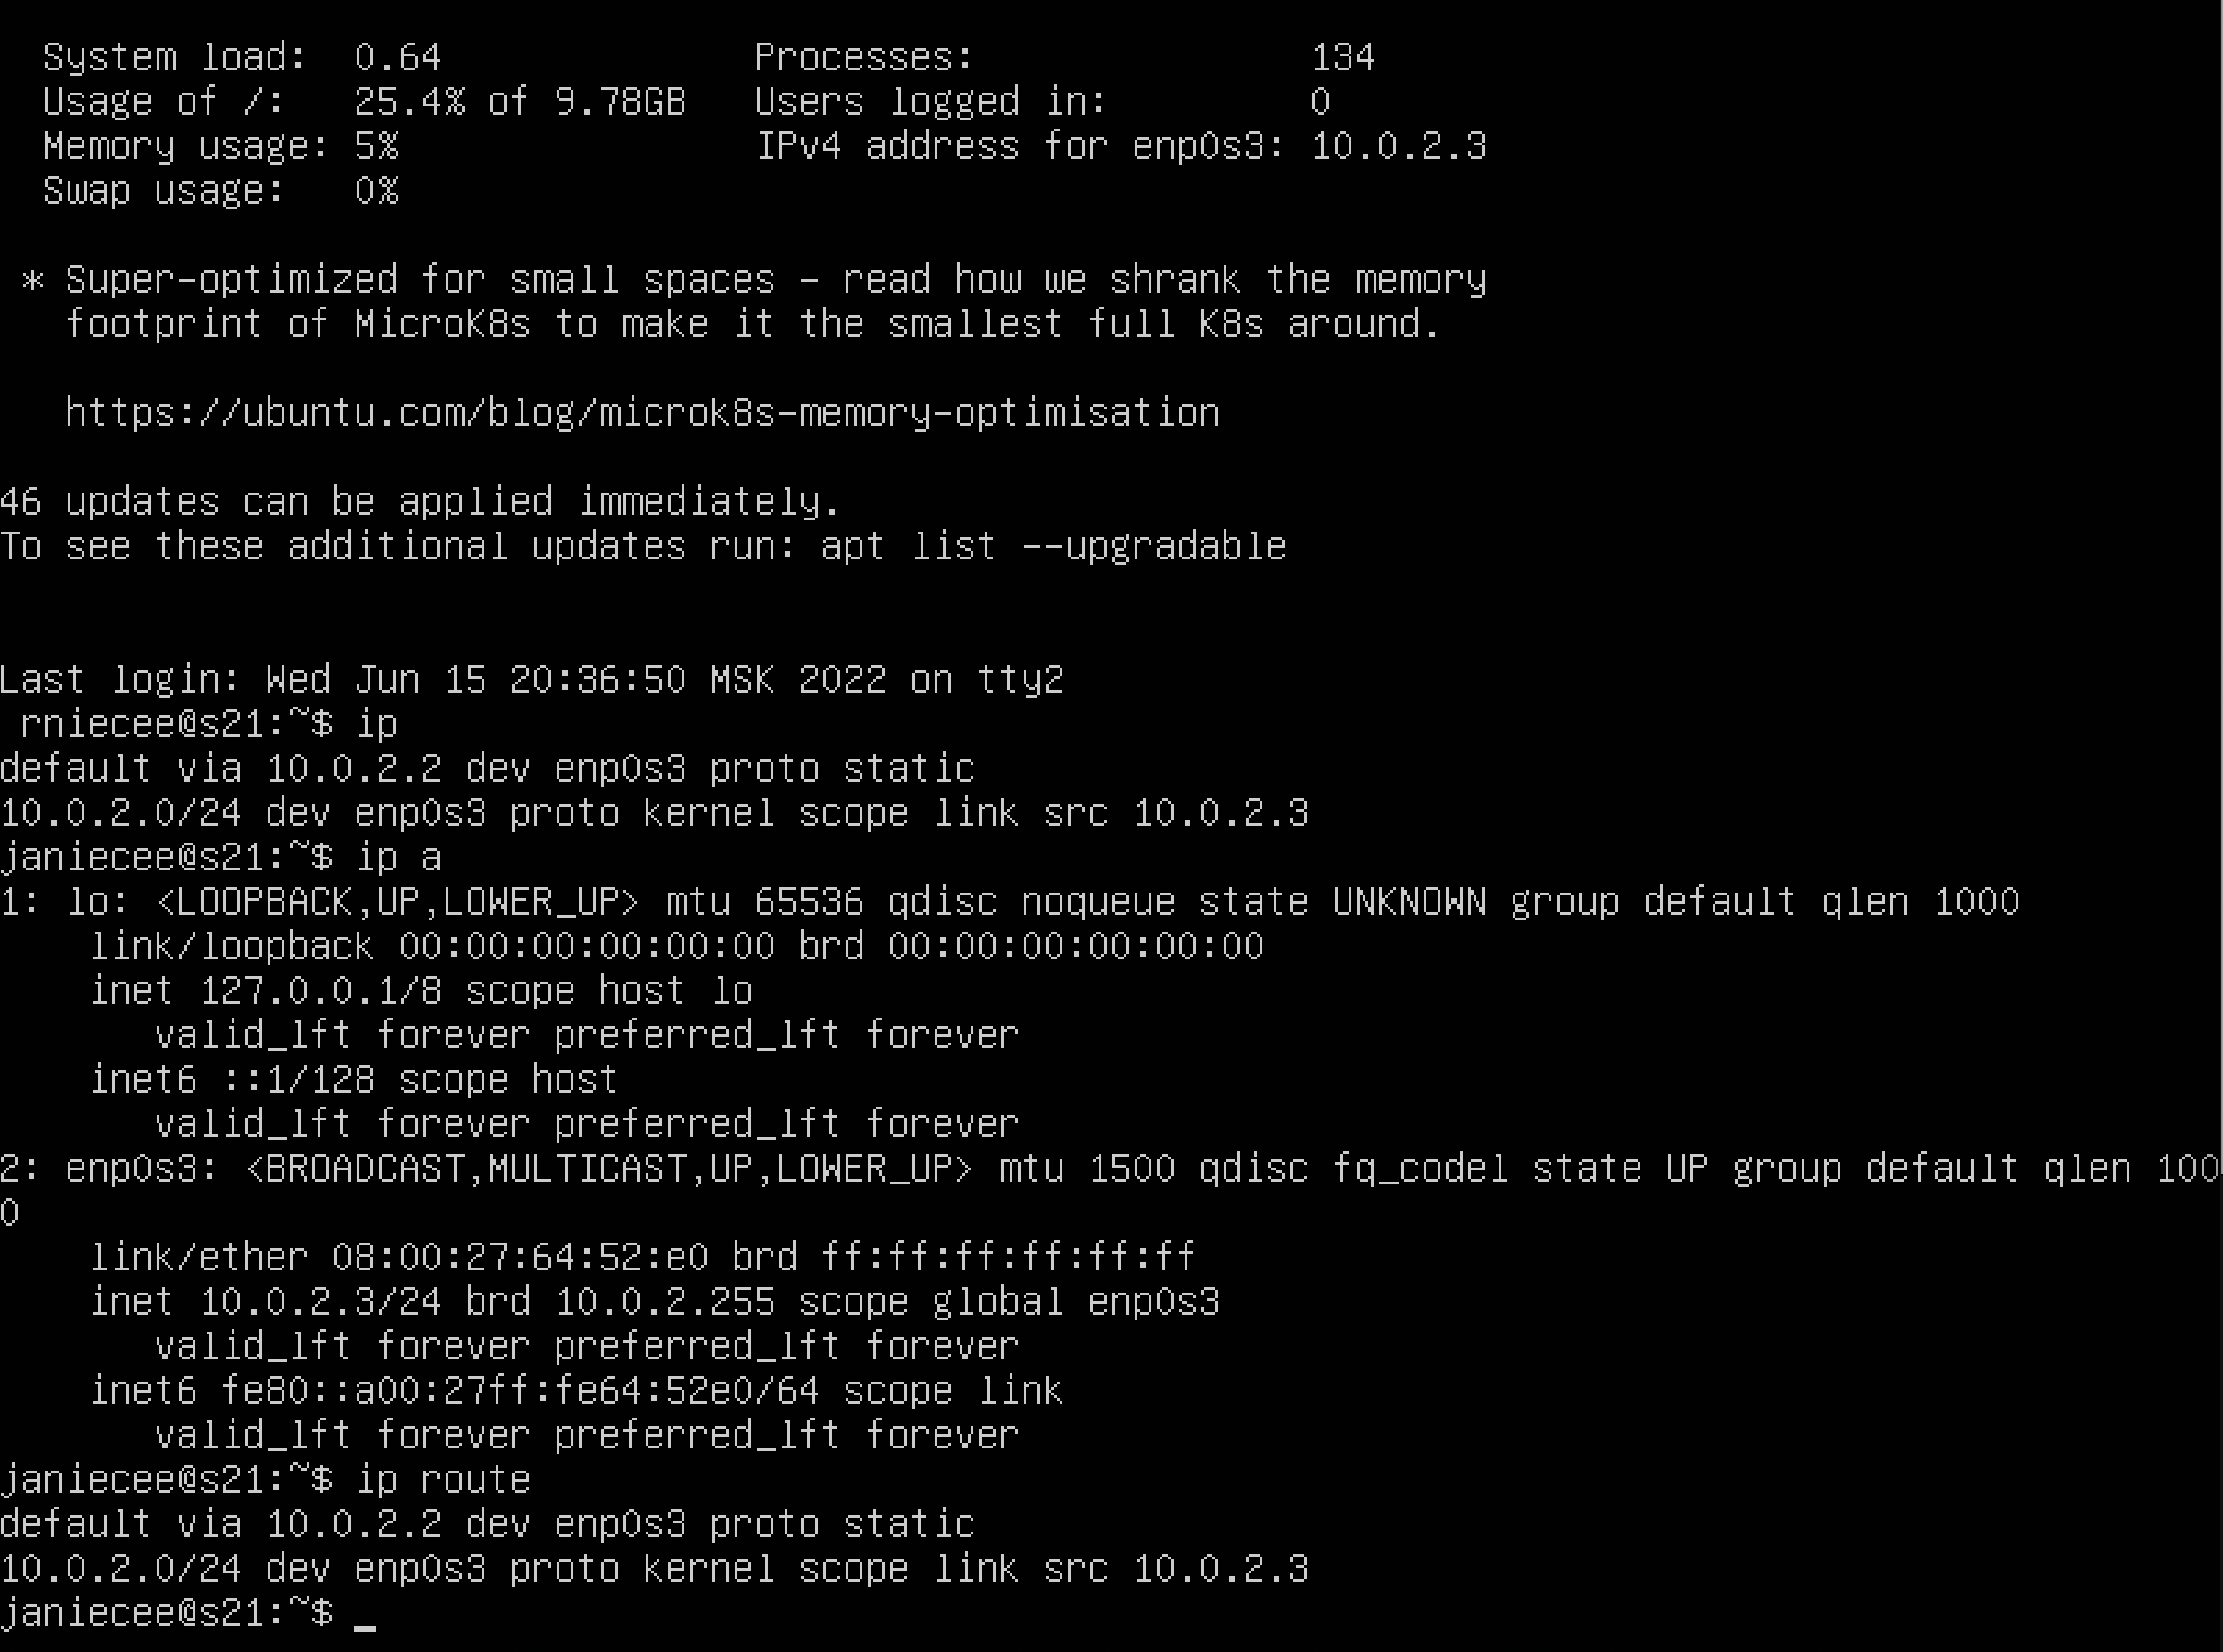 System load:  0.64              Processes:               134
Usage of /:   25.4% of 9.78GB   Users logged in:         0
Memory usage: 5%                IPv4 address for enp0s3: 10.0.2.3
Swap usage:   0%
* Super-optimized for small spaces - read how we shrank the memory
footprint of MicroK8s to make it the smallest full K8s around.
https://ubuntu.com/blog/microk8s-memory-optimisation
46 updates can be applied immediately.
To see these additional updates run: apt list --upgradable
Last login: Wed Jun 15 20:36:50 MSK 2022 on tty2
rniecee@s21:~$ ip
default via 10.0.2.2 dev enp0s3 proto static
10.0.2.0/24 dev enp0s3 proto kernel scope link src 10.0.2.3
janiecee@s21:~$ ip a
1: lo: <LOOPBACK,UP,LOWER_UP> mtu 65536 qdisc noqueue state UNKNOWN group default qlen 1000
link/loopback 00:00:00:00:00:00 brd 00:00:00:00:00:00
inet 127.0.0.1/8 scope host lo
valid_lft forever preferred_lft forever
inet6 ::1/128 scope host
valid_lft forever preferred_lft forever
2: enp0s3: <BROADCAST,MULTICAST,UP,LOWER_UP> mtu 1500 qdisc fq_codel state UP group default qlen 100
0
link/ether 08:00:27:64:52:e0 brd ff:ff:ff:ff:ff:ff
inet 10.0.2.3/24 brd 10.0.2.255 scope global enp0s3
valid_lft forever preferred_lft forever
inet6 fe80::a00:27ff:fe64:52e0/64 scope link
valid_lft forever preferred_lft forever
janiecee@s21:~$ ip route
default via 10.0.2.2 dev enp0s3 proto static
10.0.2.0/24 dev enp0s3 proto kernel scope link src 10.0.2.3
janiecee@s21:~$ _